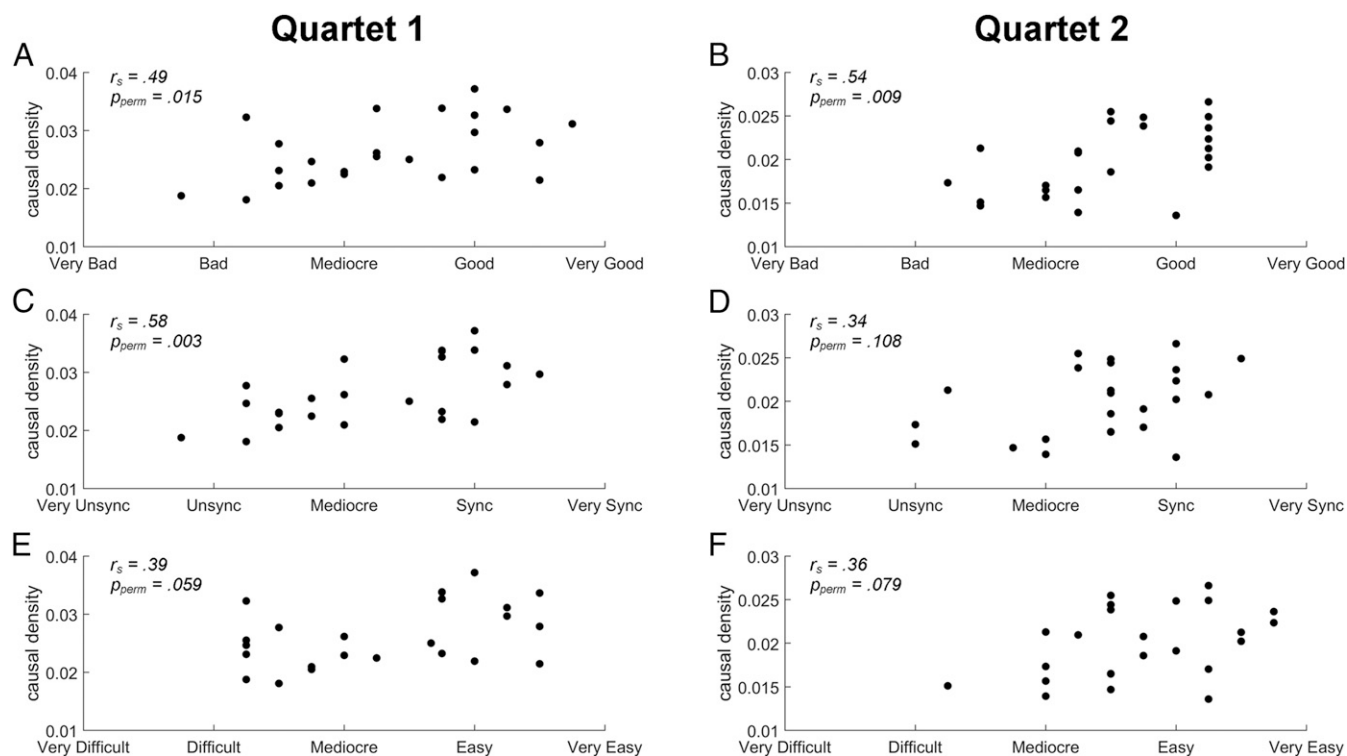 Quartet 1
Quartet 2
A
r_s = .49
p_perm = .015
0.04
0.03
0.02
0.01
causal density
Very Bad Bad Mediocre Good Very Good
B
r_s = .54
p_perm = .009
0.03
0.025
0.02
0.015
0.01
causal density
Very Bad Bad Mediocre Good Very Good
C
r_s = .58
p_perm = .003
0.04
0.03
0.02
0.01
causal density
Very Unsync Unsync Mediocre Sync Very Sync
D
r_s = .34
p_perm = .108
0.03
0.025
0.02
0.015
0.01
causal density
Very Unsync Unsync Mediocre Sync Very Sync
E
r_s = .39
p_perm = .059
0.04
0.03
0.02
0.01
causal density
Very Difficult Difficult Mediocre Easy Very Easy
F
r_s = .36
p_perm = .079
0.03
0.025
0.02
0.015
0.01
causal density
Very Difficult Difficult Mediocre Easy Very Easy